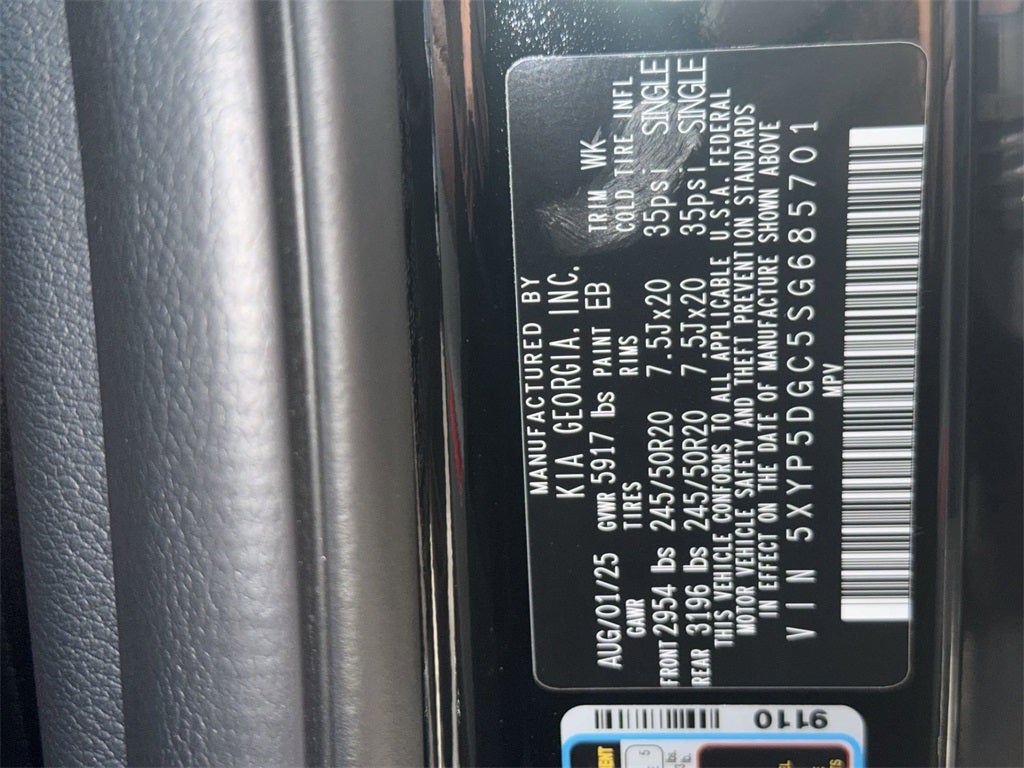 MANUFACTURED BY
KIA GEORGIA, INC.
AUG/01/25 GVWR 5917 lbs PAINT EB TRIM WK
GAWR TIRES RIMS COLD TIRE INFL
FRONT 2954 lbs 245/50R20 7.5Jx20 35psi SINGLE
REAR 3196 lbs 245/50R20 7.5Jx20 35psi SINGLE
THIS VEHICLE CONFORMS TO ALL APPLICABLE U.S.A. FEDERAL
MOTOR VEHICLE SAFETY AND THEFT PREVENTION STANDARDS
IN EFFECT ON THE DATE OF MANUFACTURE SHOWN ABOVE
MPV
VIN 5XYP5DGC5SG685701
9110